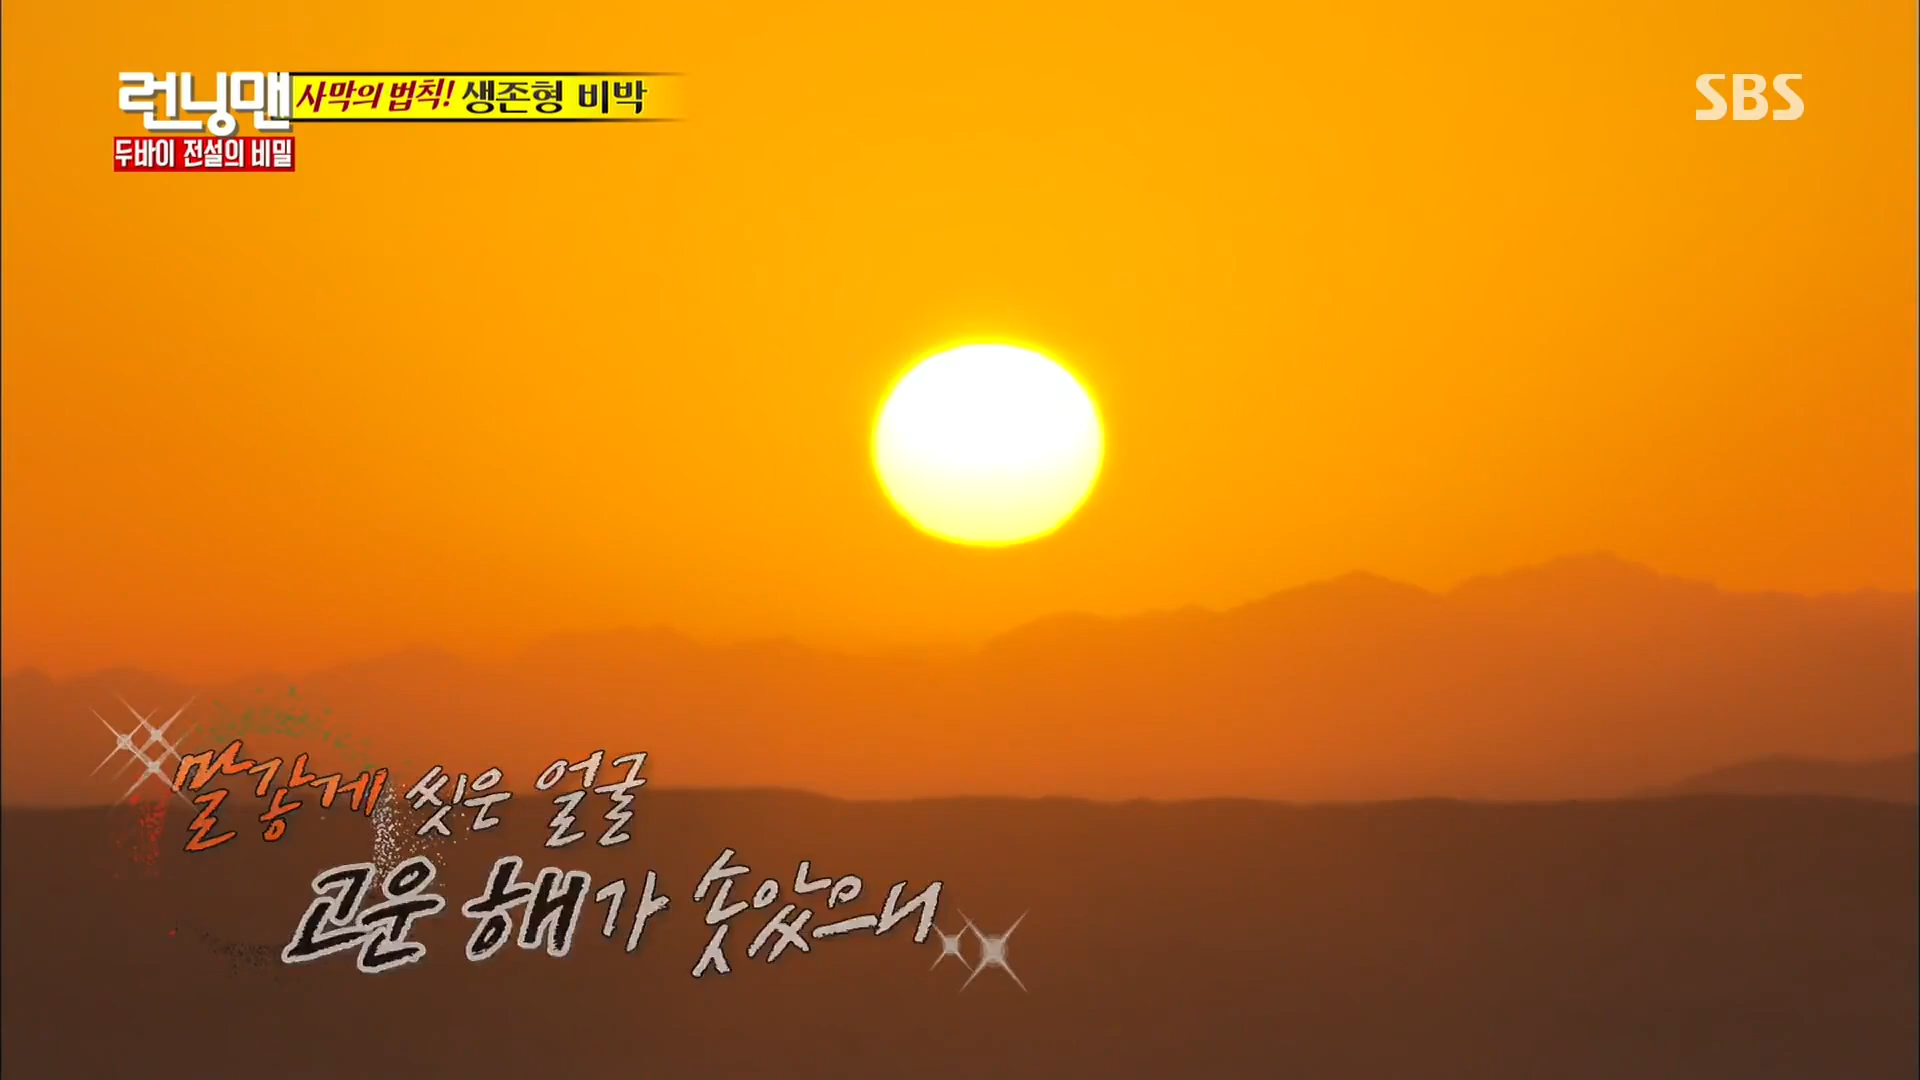 런닝맨 사막의 법칙! 생존형 비박
두바이 전설의 비밀
SBS
말갛게 씻은 얼굴
고운 해가 솟았으니